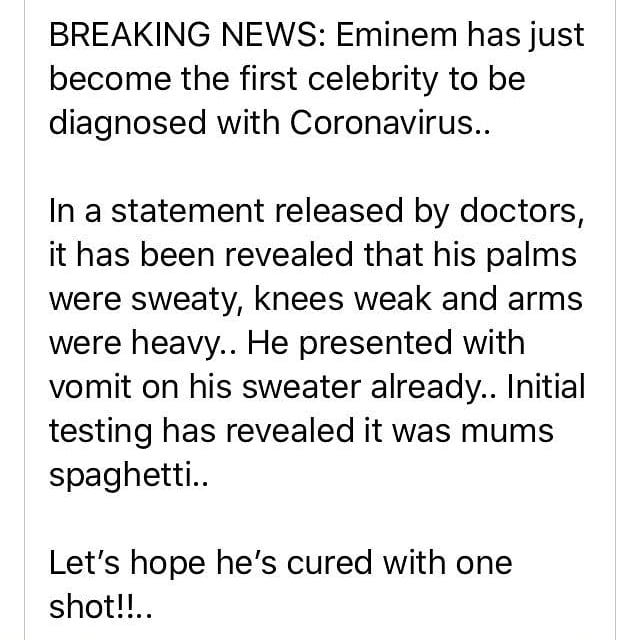 BREAKING NEWS: Eminem has just
become the first celebrity to be
diagnosed with Coronavirus..
In a statement released by doctors,
it has been revealed that his palms
were sweaty, knees weak and arms
were heavy.. He presented with
vomit on his sweater already.. Initial
testing has revealed it was mums
spaghetti..
Let’s hope he’s cured with one
shot!!..